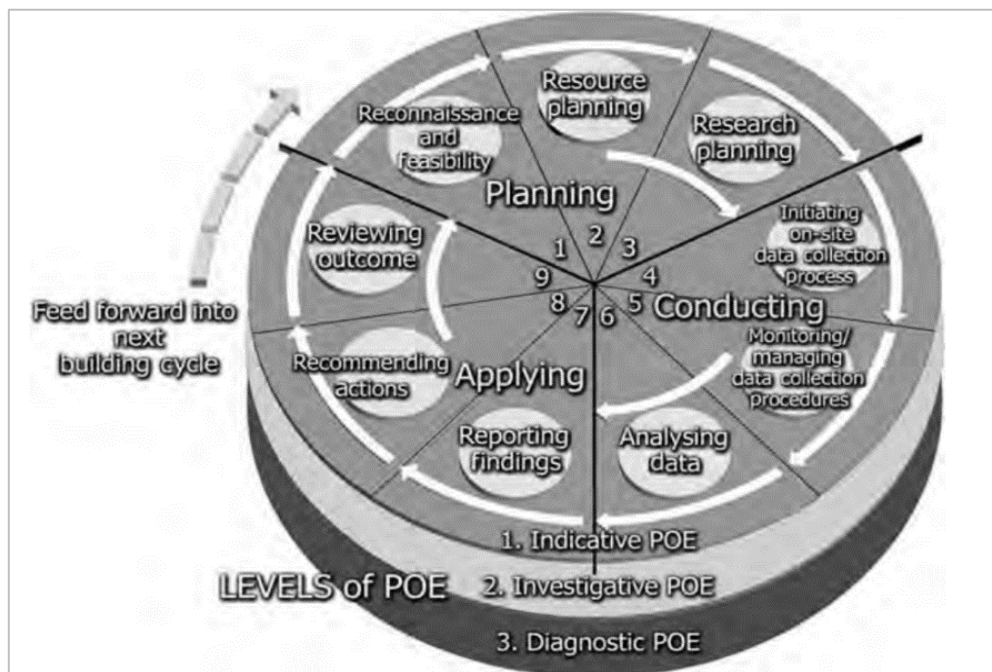 Resource
planning
Reconnaissance
and
feasibility
Research
planning
Planning
Initiating
on-site
data collection
process
Reviewing
outcome
1 2 3
9 4
8 7 6 5
Feed forward into
next
building cycle
Conducting
Monitoring/
managing
data collection
procedures
Recommending
actions
Applying
Reporting
findings
Analysing
data
1. Indicative POE
LEVELS of POE
2. Investigative POE
3. Diagnostic POE